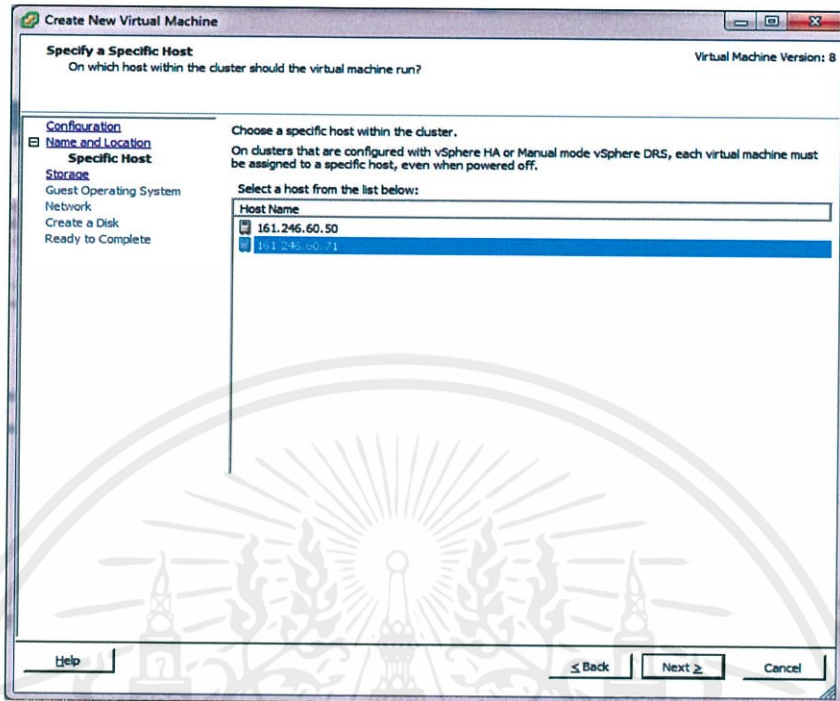 Create New Virtual Machine
Specify a Specific Host
On which host within the cluster should the virtual machine run?
Virtual Machine Version: 8
Configuration
Name and Location
Specific Host
Storage
Guest Operating System
Network
Create a Disk
Ready to Complete
Choose a specific host within the cluster.
On clusters that are configured with vSphere HA or Manual mode vSphere DRS, each virtual machine must
be assigned to a specific host, even when powered off.
Select a host from the list below:
Host Name
161.246.60.50
161.246.60.71
Help
≤ Back
Next ≥
Cancel